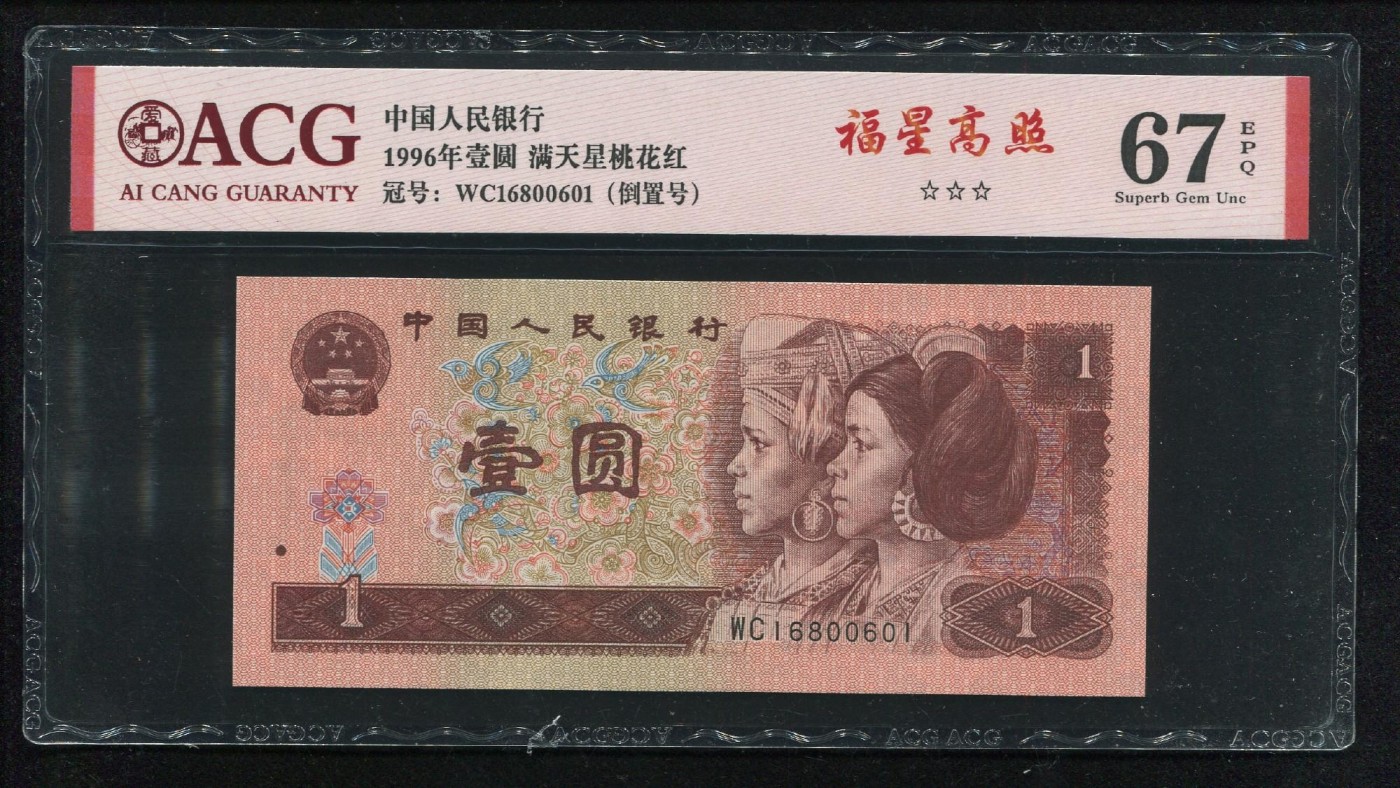 ACG
AI CANG GUARANTY
中国人民银行
1996年壹圆 满天星桃花红
冠号：WC16800601（倒置号）
福星高照
☆☆☆
67
EPQ
Superb Gem Unc
中国人民银行
1
壹圆
1
WC16800601
1